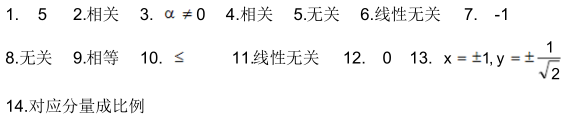 1. 5 2.相关 3. α ≠ 0 4.相关 5.无关 6.线性无关 7. -1
8.无关 9.相等 10. ≤ 11.线性无关 12. 0 13. x = ±1, y = ± 1/√2
14.对应分量成比例